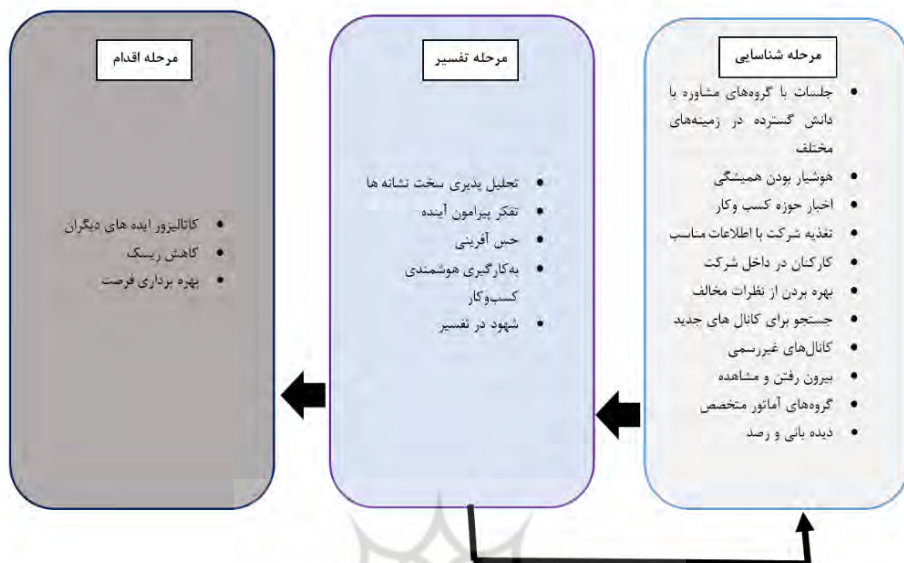 مرحله شناسایی
• جلسات با گروه‌های مشاوره با
دانش گسترده در زمینه‌های
مختلف
• هوشیار بودن همیشگی
• اخبار حوزه کسب وکار
• تغذیه شرکت با اطلاعات مناسب
• کارکنان در داخل شرکت
• بهره بردن از نظرات مخالف
• جستجو برای کانال های جدید
• کانال‌های غیررسمی
• بیرون رفتن و مشاهده
• گروه‌های آماتور متخصص
• دیده بانی و رصد
مرحله تفسیر
• تحلیل پذیری سخت نشانه ها
• تفکر پیرامون آینده
• حس آفرینی
• به‌کارگیری هوشمندی
کسب‌وکار
• شهود در تفسیر
مرحله اقدام
• کاتالیزور ایده های دیگران
• کاهش ریسک
• بهره برداری فرصت